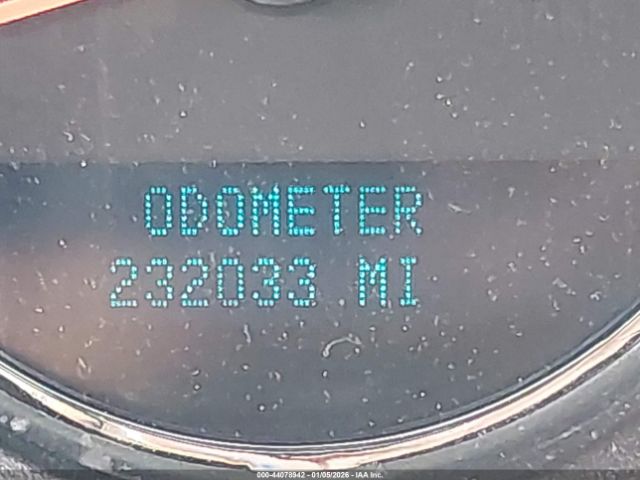 ODOMETER
232033 MI
000-44078942 - 01/05/2026 - IAA Inc.